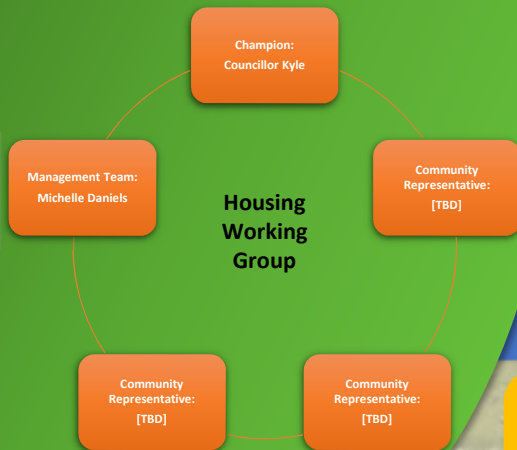 Champion:
Councillor Kyle
Management Team:
Michelle Daniels
Community
Representative:
[TBD]
Housing
Working
Group
Community
Representative:
[TBD]
Community
Representative:
[TBD]